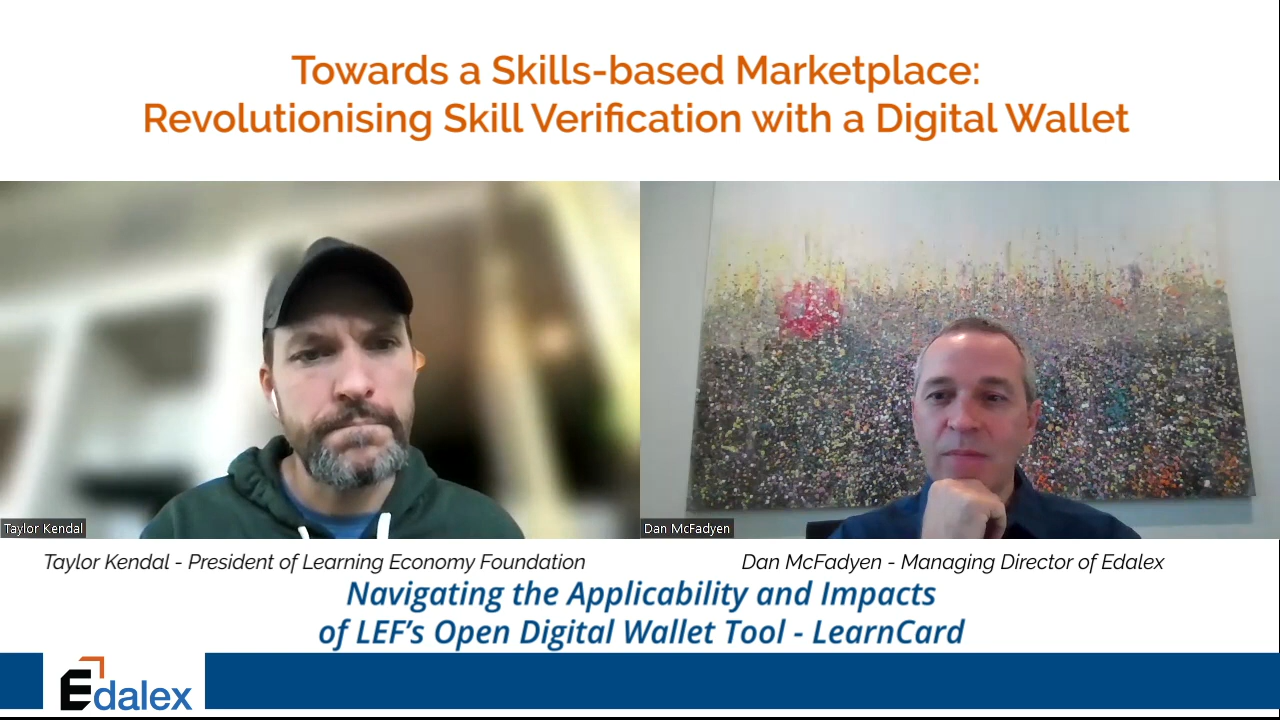 Towards a Skills-based Marketplace:
Revolutionising Skill Verification with a Digital Wallet
Taylor Kendal
Dan McFadyen
Taylor Kendal - President of Learning Economy Foundation
Dan McFadyen - Managing Director of Edalex
Navigating the Applicability and Impacts
of LEF’s Open Digital Wallet Tool - LearnCard
Edalex